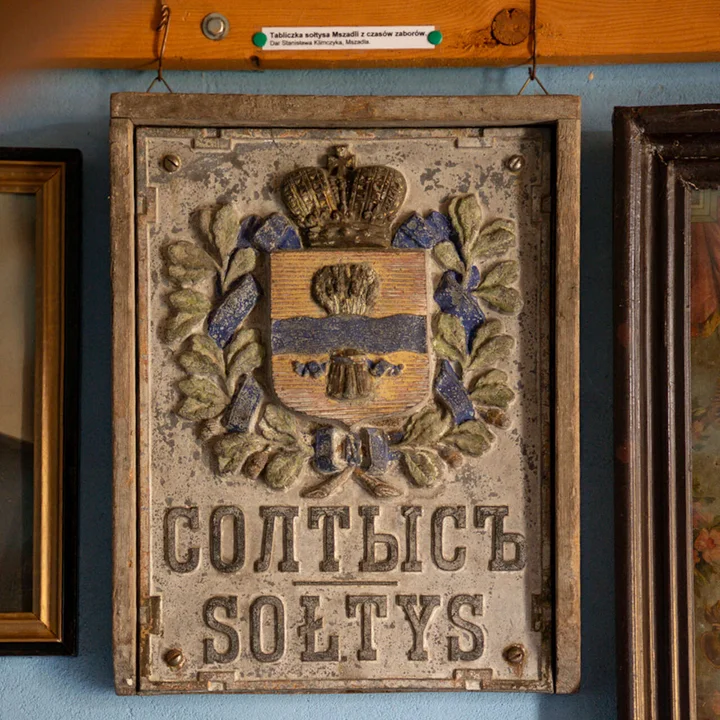 Tabliczka sołtysa Mszadli z czasów zaborów.
Dar Stanisława Klimczyka, Mszadla.
СОЛТЫСЪ
SOŁTYS